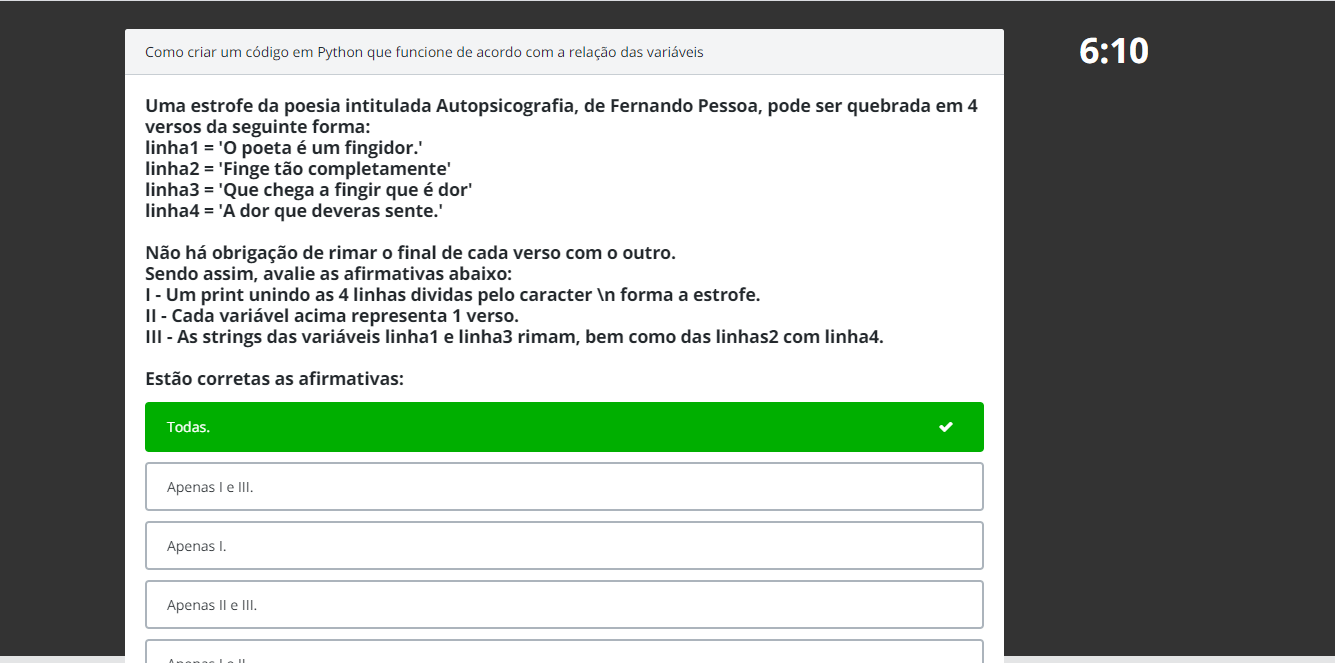 Como criar um código em Python que funcione de acordo com a relação das variáveis
6:10
Uma estrofe da poesia intitulada Autopsicografia, de Fernando Pessoa, pode ser quebrada em 4
versos da seguinte forma:
linha1 = 'O poeta é um fingidor.'
linha2 = 'Finge tão completamente'
linha3 = 'Que chega a fingir que é dor'
linha4 = 'A dor que deveras sente.'
Não há obrigação de rimar o final de cada verso com o outro.
Sendo assim, avalie as afirmativas abaixo:
I - Um print unindo as 4 linhas dividas pelo caracter \n forma a estrofe.
II - Cada variável acima representa 1 verso.
III - As strings das variáveis linha1 e linha3 rimam, bem como das linhas2 com linha4.
Estão corretas as afirmativas:
Todas.
Apenas I e III.
Apenas I.
Apenas II e III.
Apenas I e II.